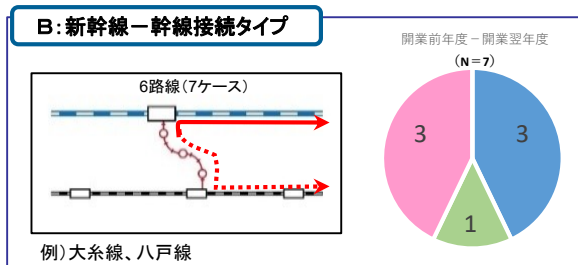 B:新幹線－幹線接続タイプ
6路線(7ケース)
例)大糸線、八戸線
開業前年度－開業翌年度
(N=7)
3
3
1